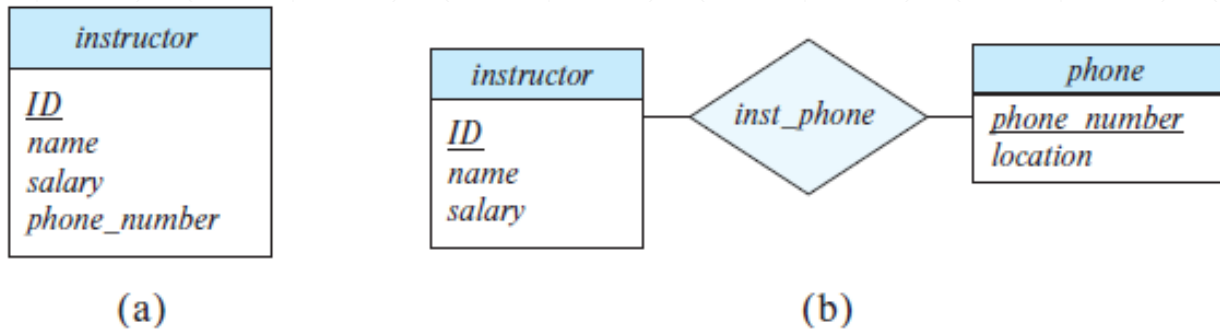 instructor
ID
name
salary
phone_number
(a)
instructor
ID
name
salary
inst_phone
phone
phone_number
location
(b)